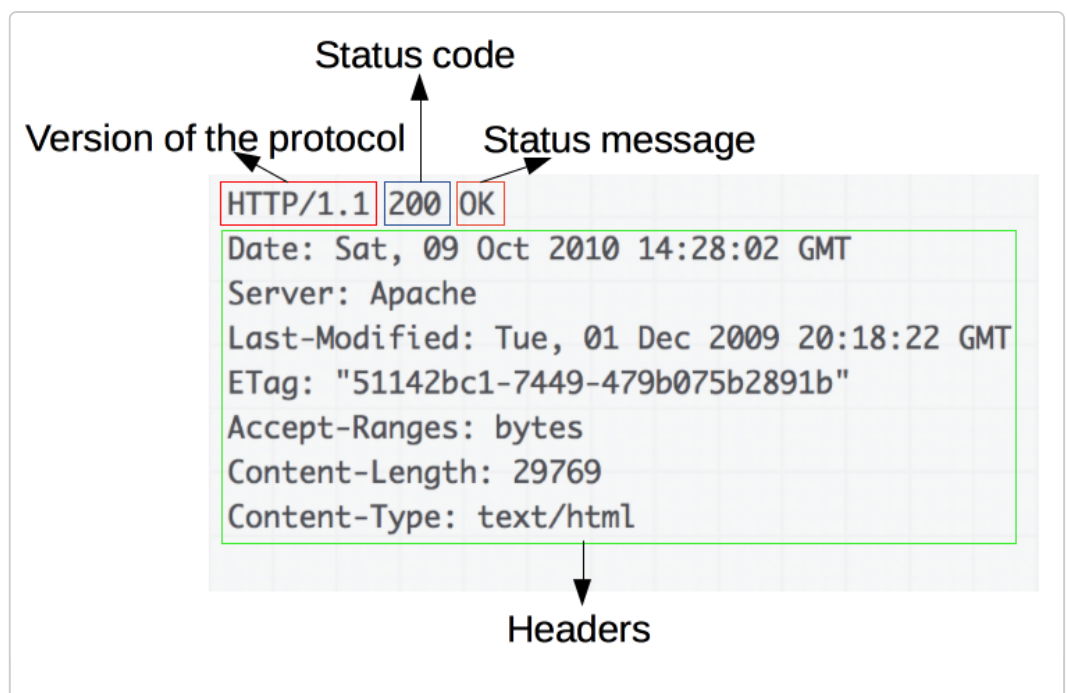 Status code
Version of the protocol
Status message
HTTP/1.1 200 OK
Date: Sat, 09 Oct 2010 14:28:02 GMT
Server: Apache
Last-Modified: Tue, 01 Dec 2009 20:18:22 GMT
ETag: "51142bc1-7449-479b075b2891b"
Accept-Ranges: bytes
Content-Length: 29769
Content-Type: text/html
Headers